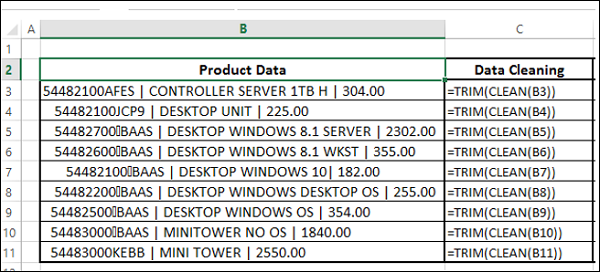 A B C
1
2 Product Data Data Cleaning
3 54482100AFES | CONTROLLER SERVER 1TB H | 304.00 =TRIM(CLEAN(B3))
4 54482100JCP9 | DESKTOP UNIT | 225.00 =TRIM(CLEAN(B4))
5 54482700▯BAAS | DESKTOP WINDOWS 8.1 SERVER | 2302.00 =TRIM(CLEAN(B5))
6 54482600▯BAAS | DESKTOP WINDOWS 8.1 WKST | 355.00 =TRIM(CLEAN(B6))
7 54482100▯BAAS | DESKTOP WINDOWS 10| 182.00 =TRIM(CLEAN(B7))
8 54482200▯BAAS | DESKTOP WINDOWS DESKTOP OS | 255.00 =TRIM(CLEAN(B8))
9 54482500▯BAAS | DESKTOP WINDOWS OS | 354.00 =TRIM(CLEAN(B9))
10 54483000▯BAAS | MINITOWER NO OS | 1840.00 =TRIM(CLEAN(B10))
11 54483000KEBB | MINI TOWER | 2550.00 =TRIM(CLEAN(B11))